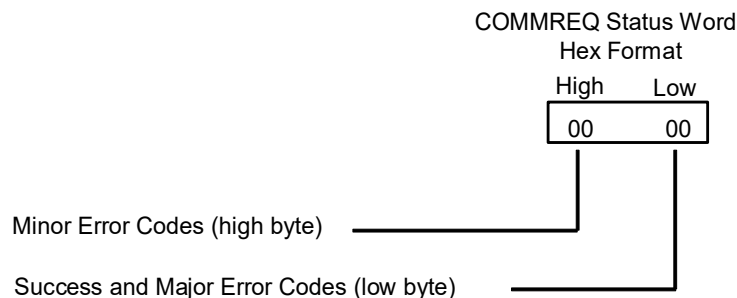 COMMREQ Status Word
Hex Format
High Low
00 00
Minor Error Codes (high byte)
Success and Major Error Codes (low byte)